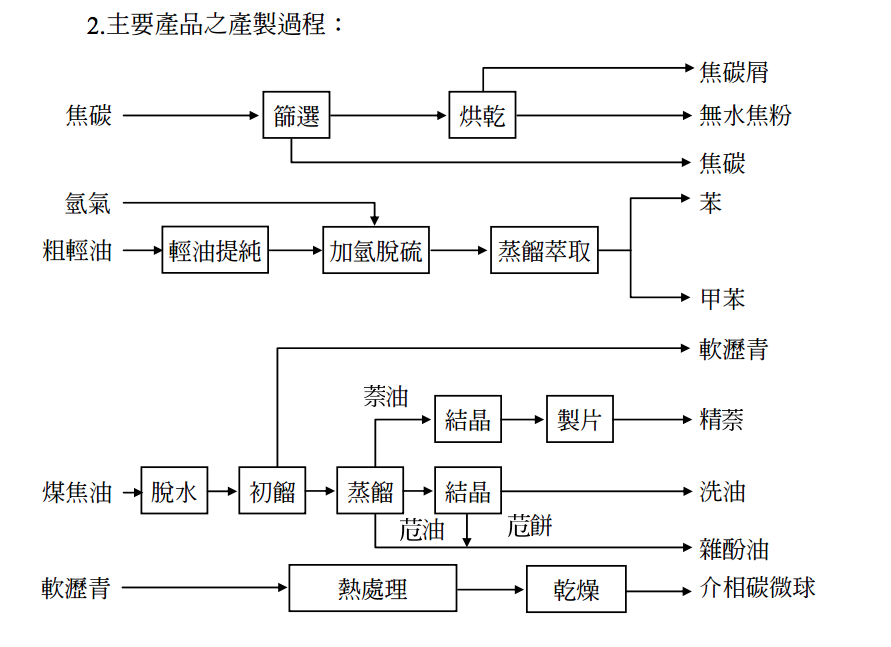 2.主要產品之產製過程：
焦碳屑
焦碳 篩選 烘乾 無水焦粉
焦碳
氫氣 苯
粗輕油 輕油提純 加氫脫硫 蒸餾萃取
甲苯
軟瀝青
萘油
結晶 製片 精萘
煤焦油 脫水 初餾 蒸餾 結晶 洗油
苊油 苊餅
雜酚油
軟瀝青 熱處理 乾燥 介相碳微球